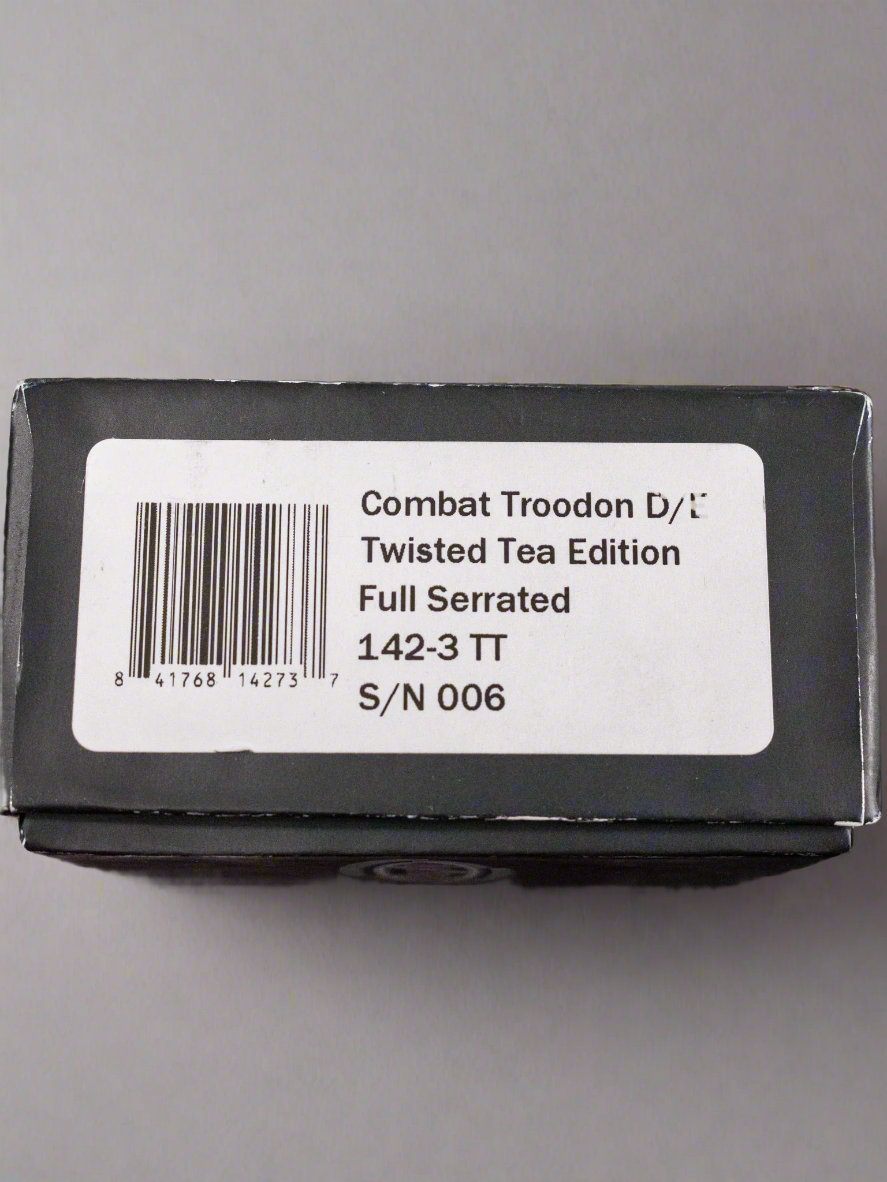 Combat Troodon D/E
Twisted Tea Edition
Full Serrated
142-3 TT
S/N 006
8 41768 14273 7